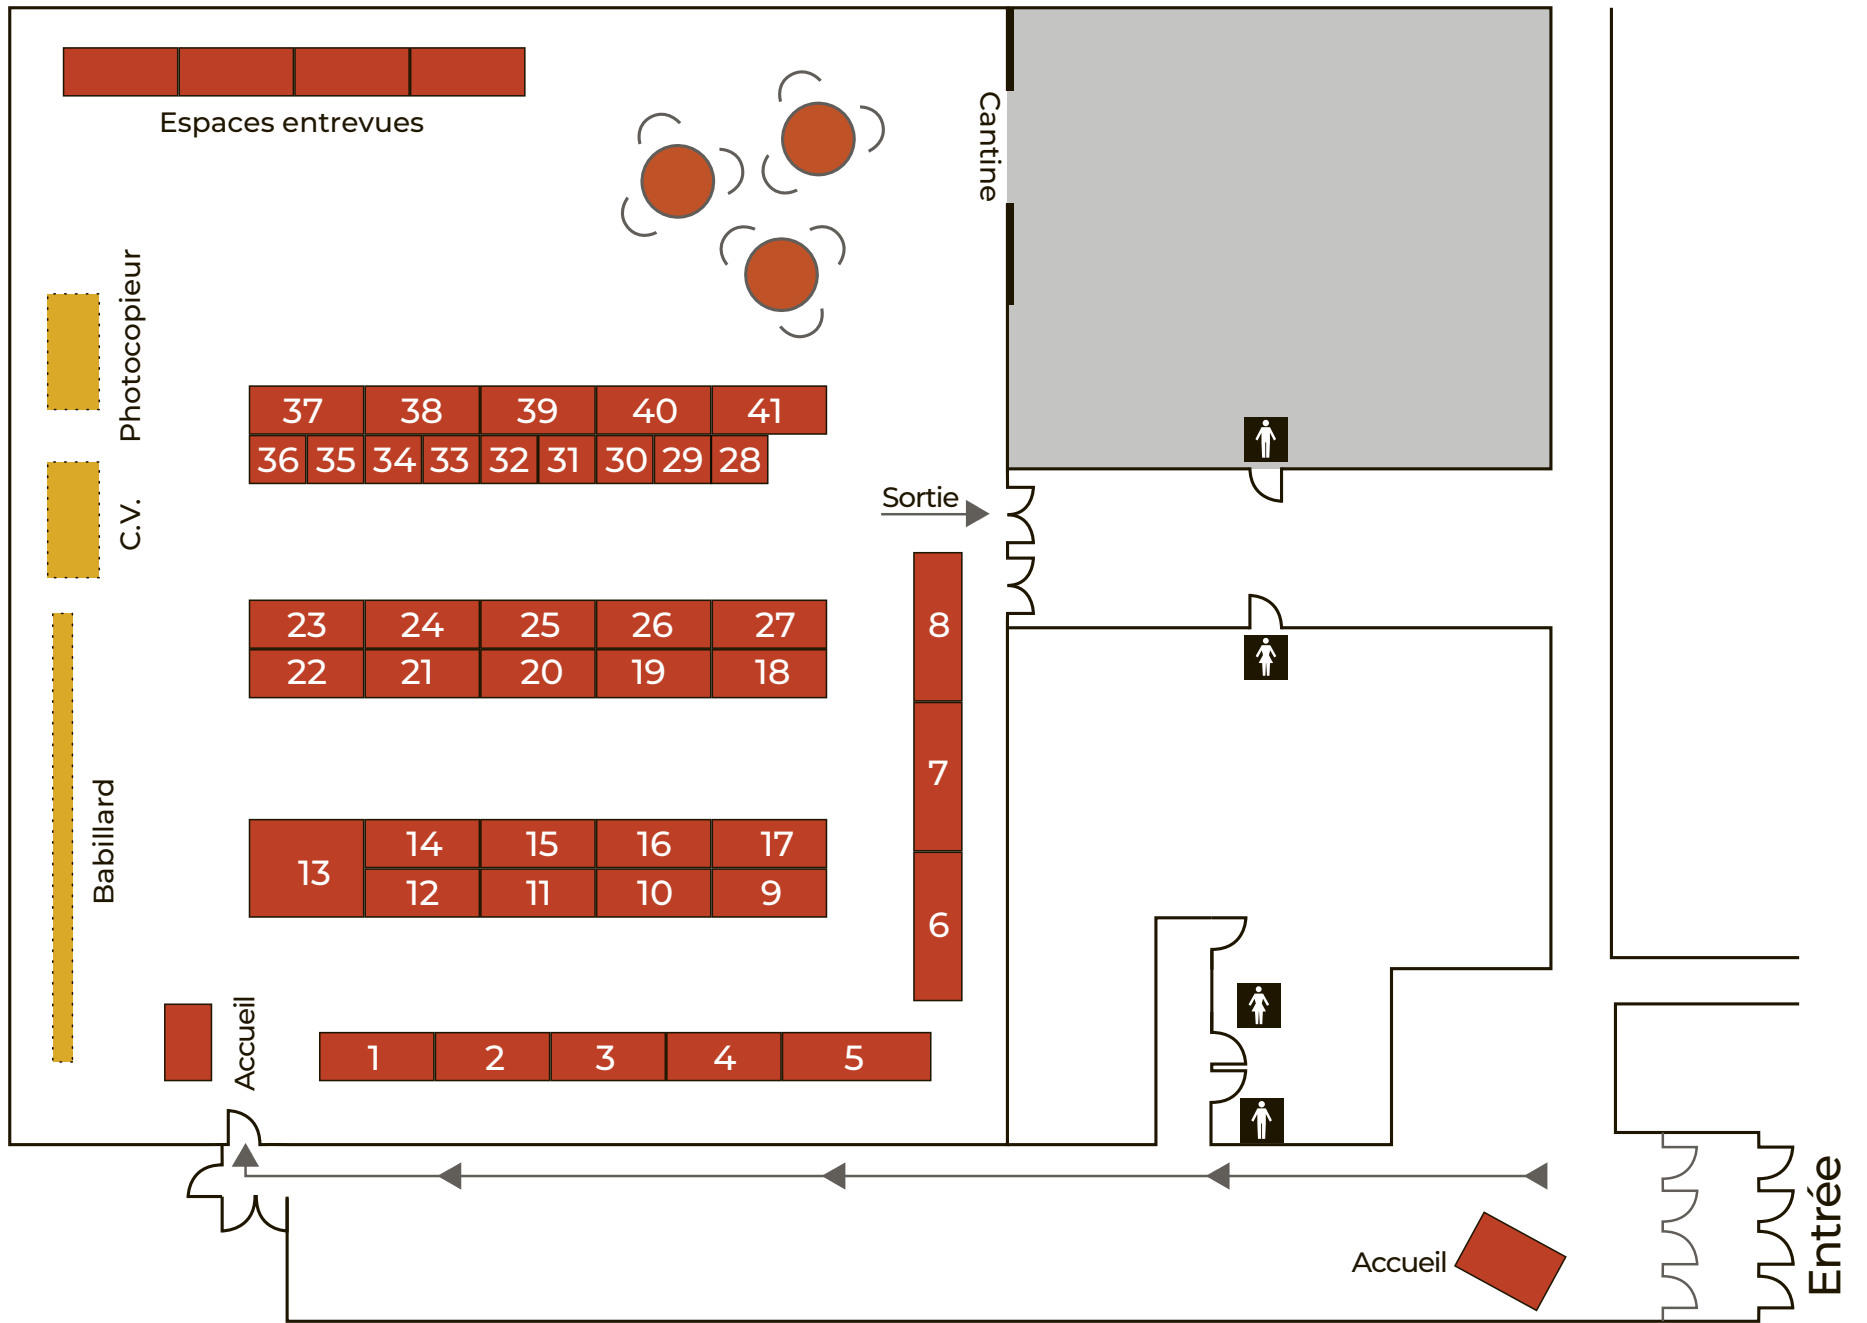 Espaces entrevues
Cantine
Photocopieur
C.V.
Babillard
37 38 39 40 41
36 35 34 33 32 31 30 29 28
Sortie
23 24 25 26 27
22 21 20 19 18
8
7
6
13
14 15 16 17
12 11 10 9
Accueil
1 2 3 4 5
Accueil
Entrée